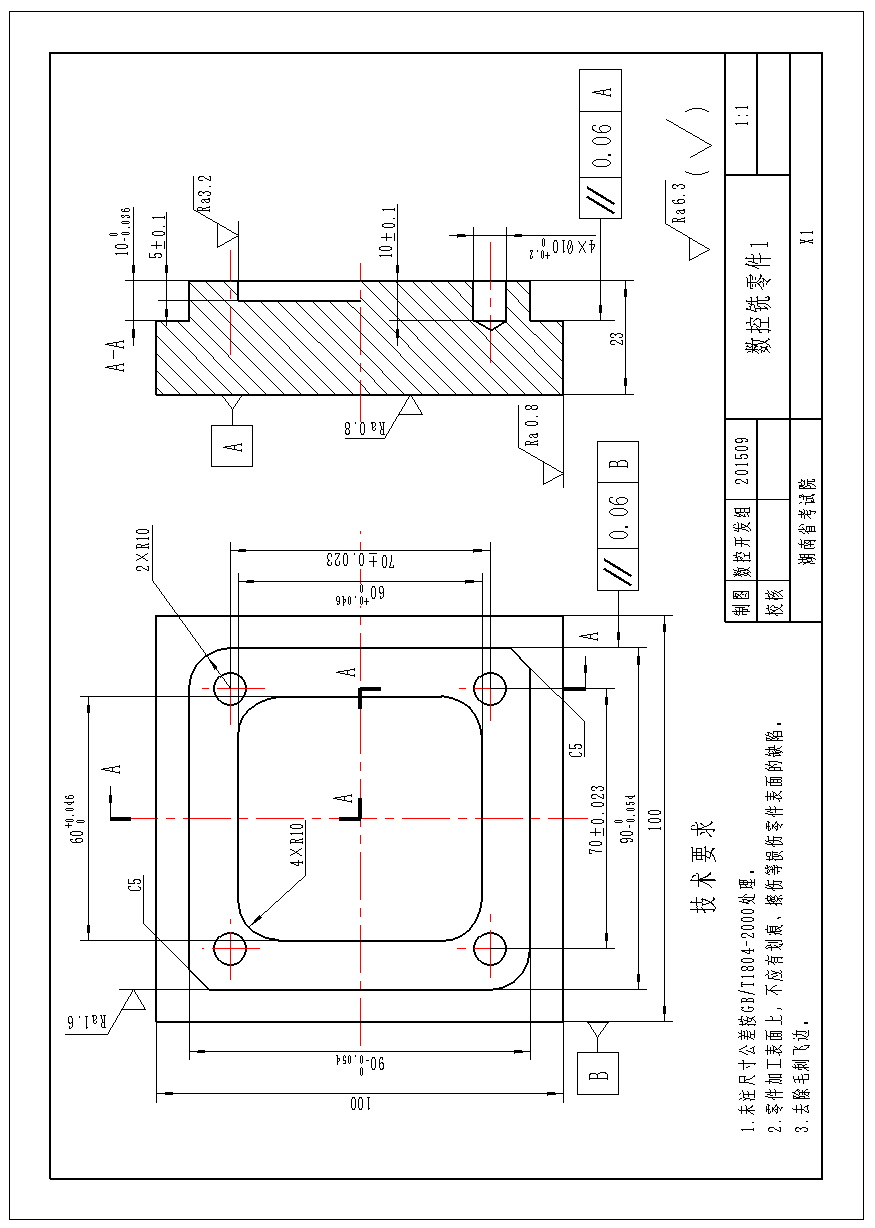 A-A
10 0 -0.036
5±0.1
Ra3.2
10±0.1
4×Ø10 +0.2 0
// 0.06 A
23
A
Ra0.8
Ra0.8
Ra6.3 (√)
2×R10
70±0.023
60 +0.046 0
// 0.06 B
A
A
A
A
60 +0.046 0
4×R10
C5
C5
Ra1.6
70±0.023
90 0 -0.054
100
90 0 -0.054
100
B
技术要求
1.未注尺寸公差按GB/T1804-2000处理。
2.零件加工表面上，不应有划痕、擦伤等损伤零件表面的缺陷。
3.去除毛刺飞边。
制图 数控开发组 201509 数控铣零件1 1:1
校核
湖南省考试院 X1